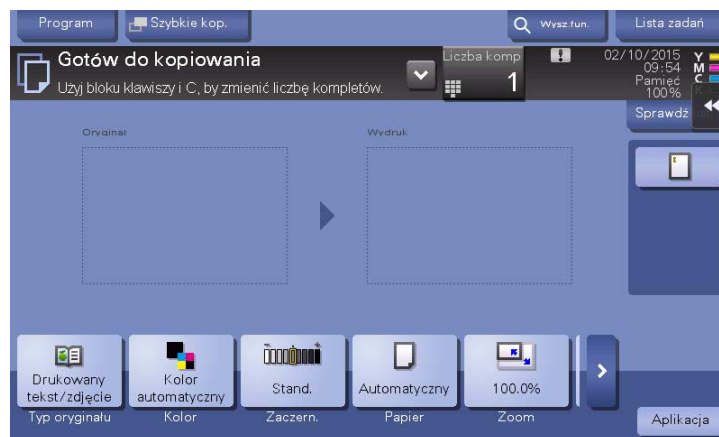 Program
Szybkie kop.
Wysz.fun.
Lista zadań
Gotów do kopiowania
Użyj bloku klawiszy i C, by zmienić liczbę kompletów.
Liczba komp
1
02/10/2015
09:54
Pamięć
100%
Y
M
C
K
Sprawdź
Oryginał
Wydruk
Drukowany
tekst/zdjęcie
Kolor
automatyczny
Stand.
Automatyczny
100.0%
Typ oryginału
Kolor
Zaczern.
Papier
Zoom
Aplikacja